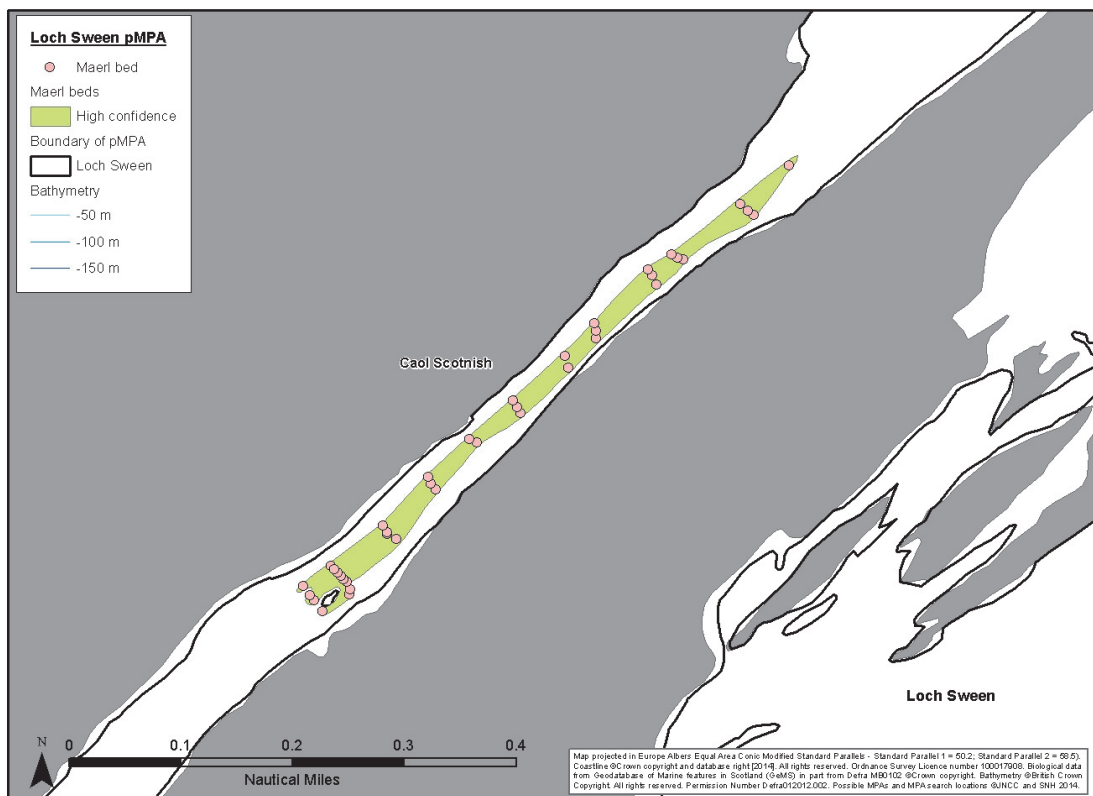 Loch Sween pMPA
Maerl bed
Maerl beds
High confidence
Boundary of pMPA
Loch Sween
Bathymetry
-50 m
-100 m
-150 m
Caol Scotnish
Loch Sween
N
0 0.1 0.2 0.3 0.4
Nautical Miles
Map projected in Europe Albers Equal Area Conic Modified Standard Parallels - Standard Parallel 1 = 50.2; Standard Parallel 2 = 58.5).
Coastline ©Crown copyright and database right [2014]. All rights reserved. Ordnance Survey Licence number 100017908. Biological data
from Geodatabase of Marine features in Scotland (GeMS) in part from Defra MB0102 ©Crown copyright. Bathymetry ©British Crown
Copyright. All rights reserved. Permission Number Defra012012.002. Possible MPAs and MPA search locations ©JNCC and SNH 2014.